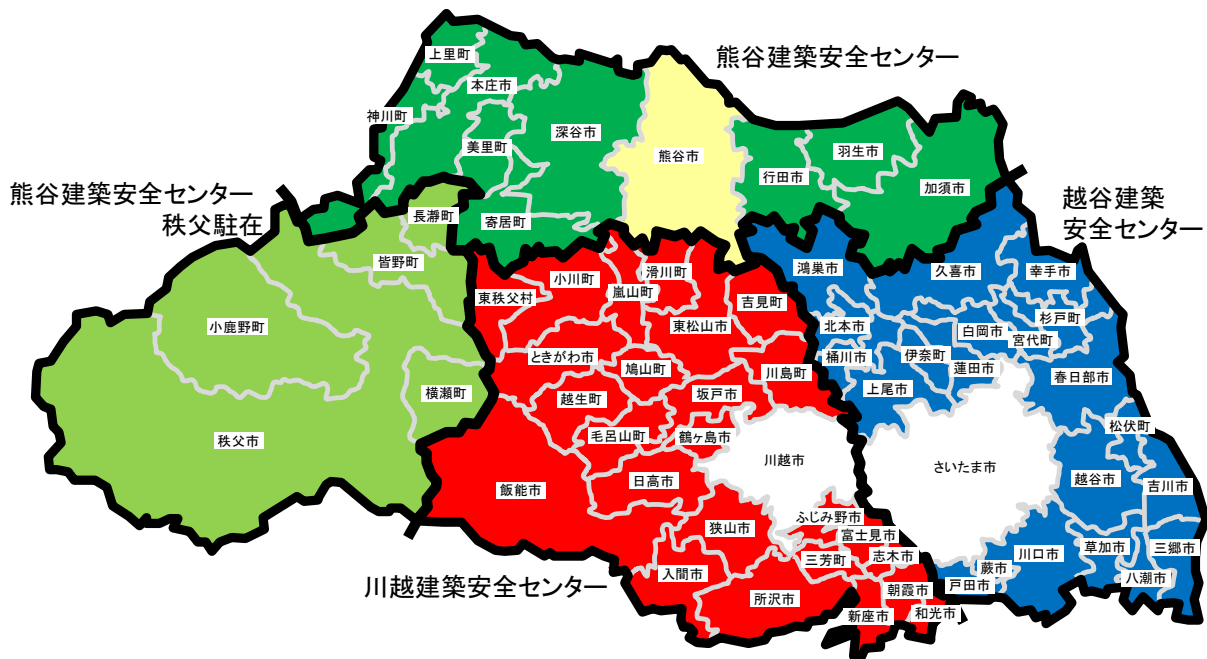 熊谷建築安全センター
上里町
本庄市
神川町
深谷市
美里町
熊谷市
羽生市
行田市
加須市
熊谷建築安全センター
秩父駐在
長瀞町
寄居町
越谷建築
安全センター
皆野町
小鹿野町
横瀬町
秩父市
東秩父村
小川町
嵐山町
滑川町
吉見町
東松山市
ときがわ市
鳩山町
川島町
越生町
坂戸市
毛呂山町
鶴ヶ島市
川越市
日高市
飯能市
狭山市
ふじみ野市
富士見市
三芳町
志木市
入間市
所沢市
朝霞市
新座市
和光市
川越建築安全センター
鴻巣市
久喜市
幸手市
杉戸町
北本市
白岡市
宮代町
桶川市
伊奈町
蓮田市
上尾市
春日部市
松伏町
さいたま市
越谷市
吉川市
川口市
草加市
三郷市
蕨市
戸田市
八潮市